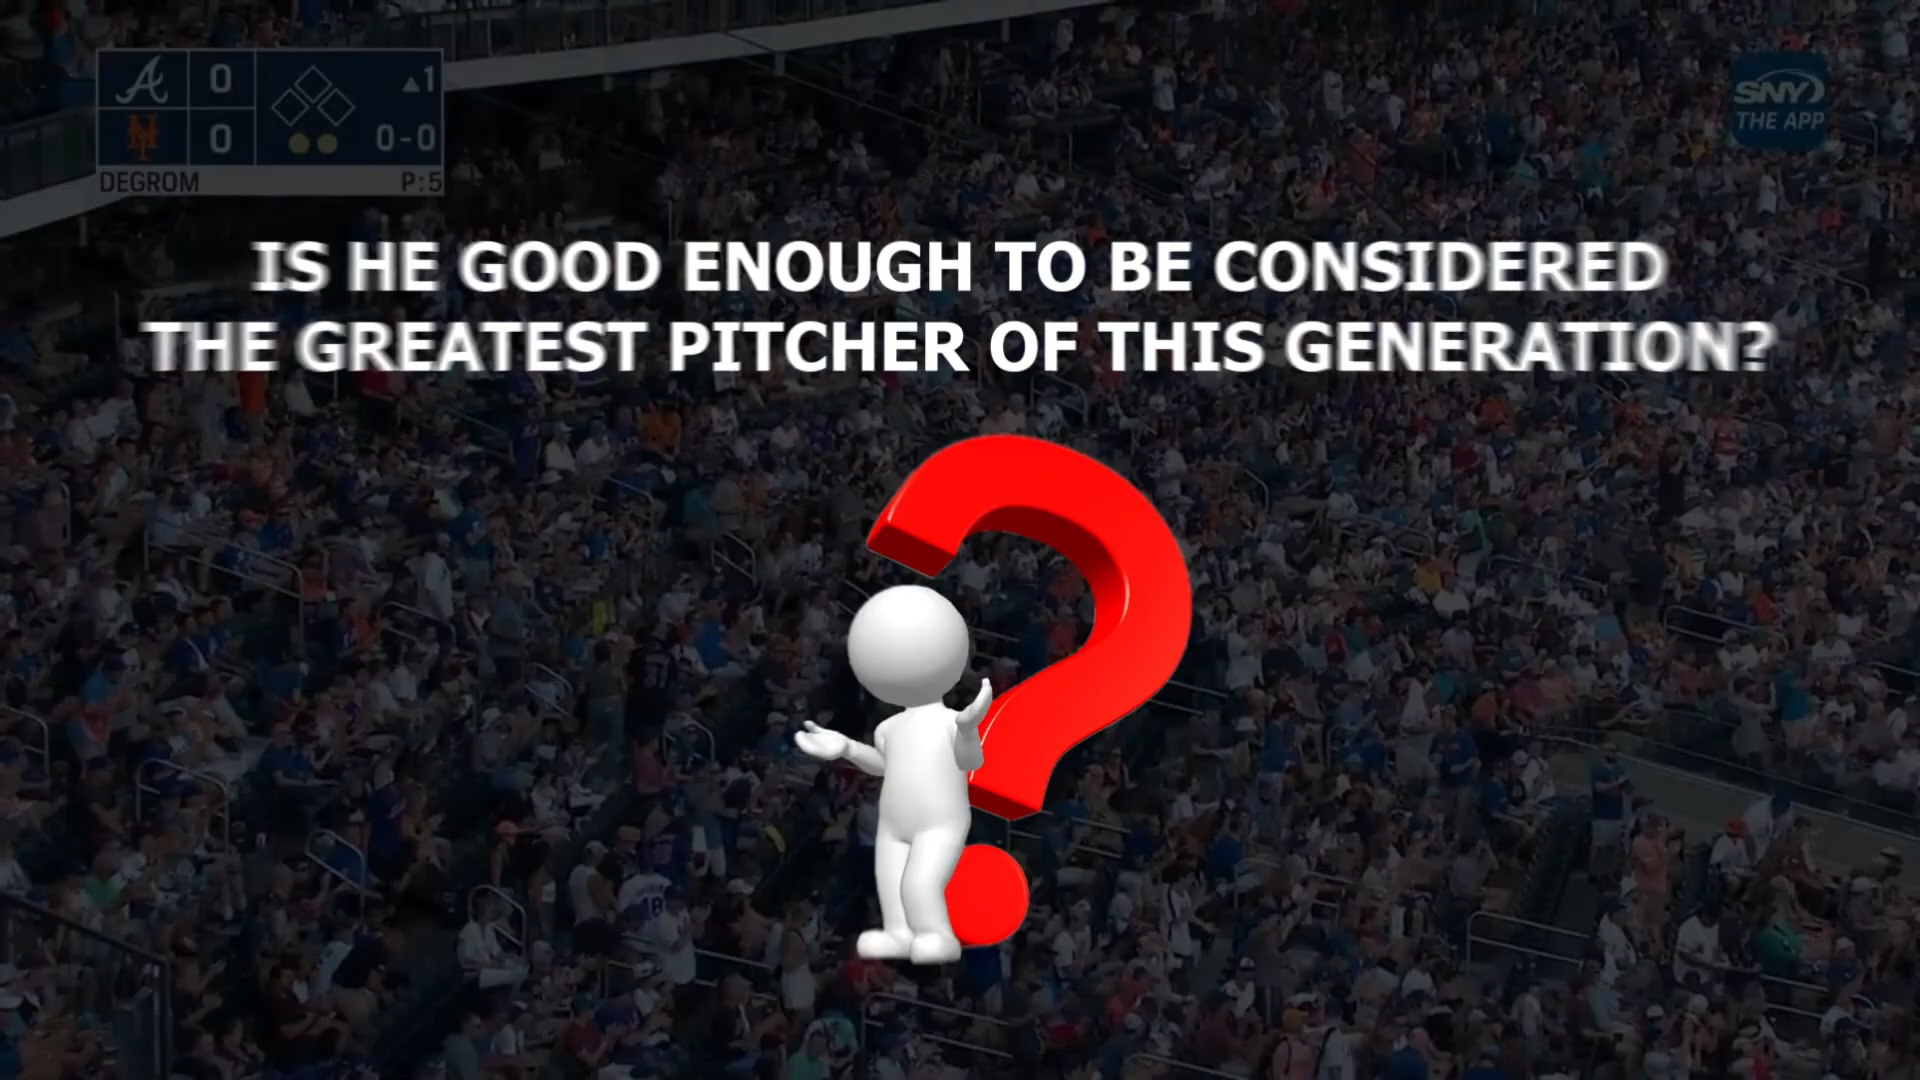 0 ▲1
0 0-0
DEGROM P:5
SNY
THE APP
IS HE GOOD ENOUGH TO BE CONSIDERED
THE GREATEST PITCHER OF THIS GENERATION?